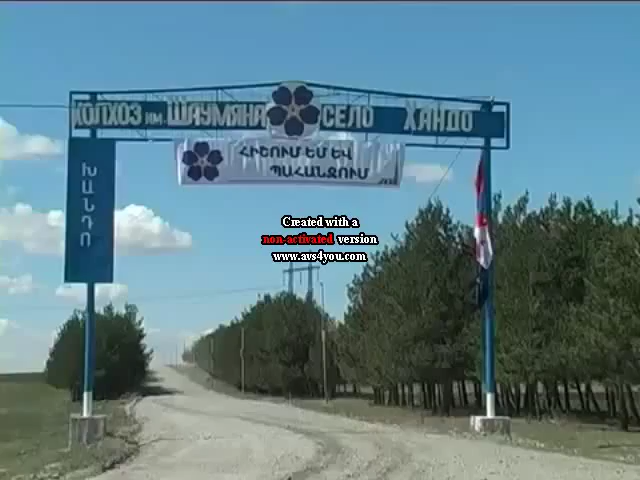 КОЛХОЗ ИМ. ШАУМЯНА СЕЛО ХАНДО
ՀԻՇՈՒՄ ԵՄ ԵՎ
ՊԱՀԱՆՋՈՒՄ
ԽԱՆԴՈ
Created with a
non-activated version
www.avs4you.com